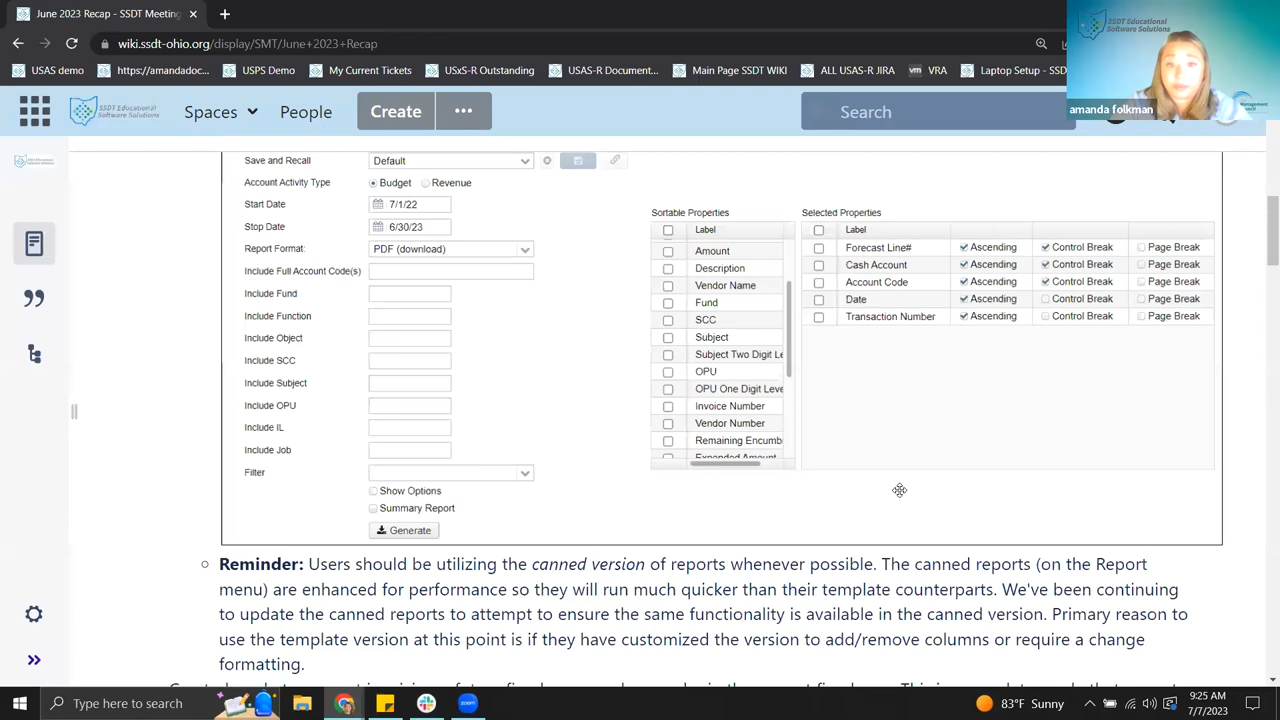 June 2023 Recap - SSDT Meeting
wiki.ssdt-ohio.org/display/SMT/June+2023+Recap
USAS demo
https://amandadoc...
USPS Demo
My Current Tickets
USxS-R Outstanding
USAS-R Document...
Main Page SSDT WIKI
ALL USAS-R JIRA
vm VRA
Laptop Setup - SSD
SSDT Educational
Software Solutions
amanda folkman
Management
SSDT Educational
Software Solutions
Spaces
People
Create
Search
Save and Recall
Default
Account Activity Type
Budget
Revenue
Start Date
7/1/22
Stop Date
6/30/23
Report Format:
PDF (download)
Include Full Account Code(s)
Include Fund
Include Function
Include Object
Include SCC
Include Subject
Include OPU
Include IL
Include Job
Filter
Show Options
Summary Report
Generate
Sortable Properties
Label
Amount
Description
Vendor Name
Fund
SCC
Subject
Subject Two Digit Le
OPU
OPU One Digit Leve
Invoice Number
Vendor Number
Remaining Encumb
Expended Amount
Selected Properties
Label
Forecast Line# Ascending Control Break Page Break
Cash Account Ascending Control Break Page Break
Account Code Ascending Control Break Page Break
Date Ascending Control Break Page Break
Transaction Number Ascending Control Break Page Break
Reminder: Users should be utilizing the canned version of reports whenever possible. The canned reports (on the Report
menu) are enhanced for performance so they will run much quicker than their template counterparts. We've been continuing
to update the canned reports to attempt to ensure the same functionality is available in the canned version. Primary reason to
use the template version at this point is if they have customized the version to add/remove columns or require a change
formatting.
Type here to search
zoom
83°F Sunny
9:25 AM
7/7/2023